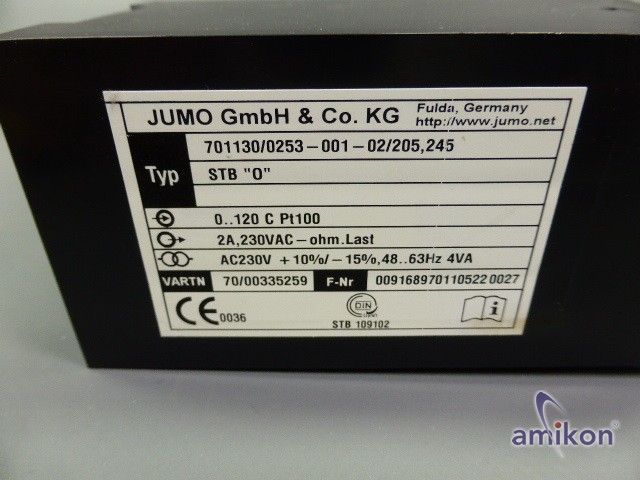 JUMO GmbH & Co. KG
Fulda, Germany
http://www.jumo.net
Typ
701130/0253-001-02/205,245
STB "0"
0..120 C Pt100
2A,230VAC-ohm.Last
AC230V +10%/-15%,48..63Hz 4VA
VARTN 70/00335259 F-Nr 0091689701105220027
CE 0036
DIN
STB 109102
i
amikon